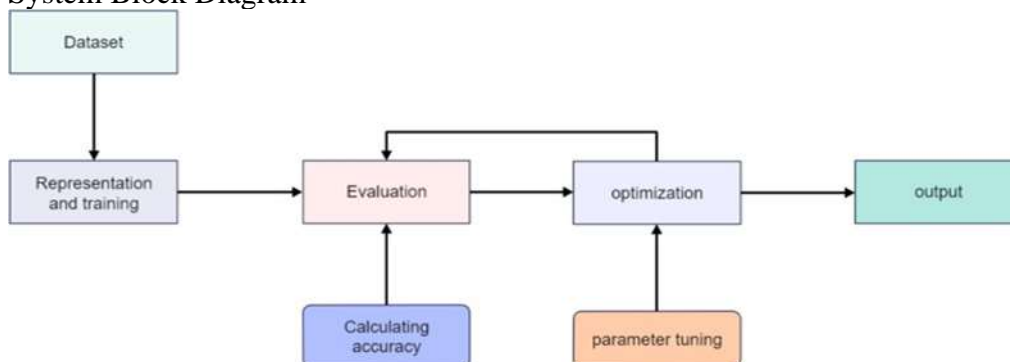 System Block Diagram
Dataset
Representation
and training
Evaluation
optimization
output
Calculating
accuracy
parameter tuning